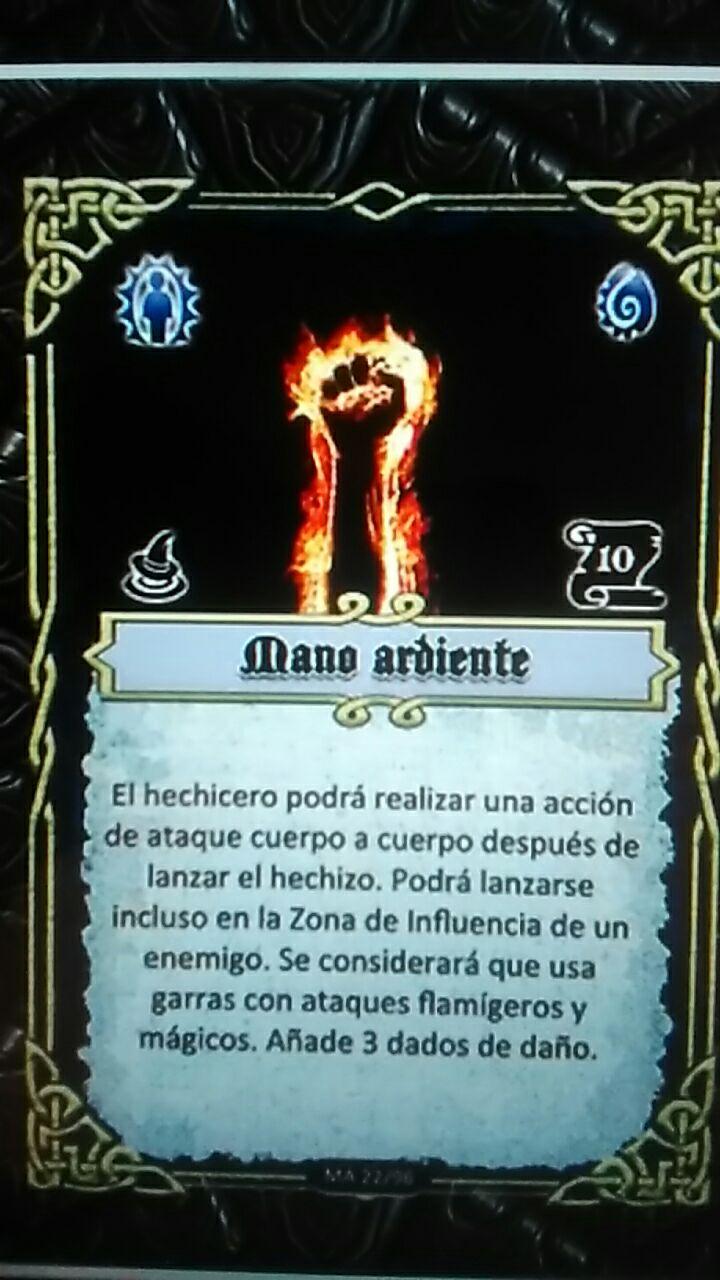 10
Mano ardiente
El hechicero podrá realizar una acción
de ataque cuerpo a cuerpo después de
lanzar el hechizo. Podrá lanzarse
incluso en la Zona de Influencia de un
enemigo. Se considerará que usa
garras con ataques flamígeros y
mágicos. Añade 3 dados de daño.